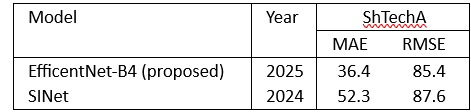 Model Year ShTechA
MAE RMSE
EfficentNet-B4 (proposed) 2025 36.4 85.4
SINet 2024 52.3 87.6